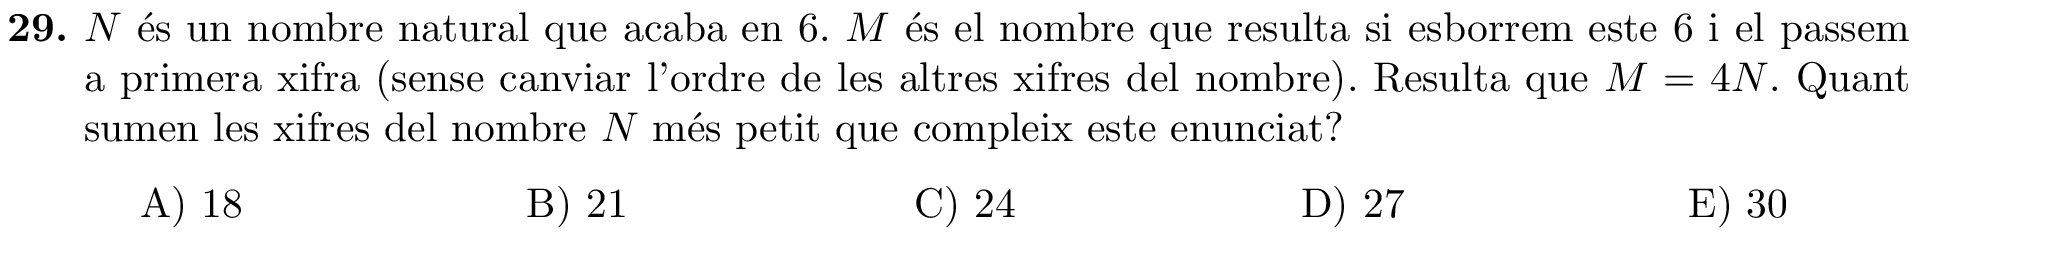 29. N és un nombre natural que acaba en 6. M és el nombre que resulta si esborrem este 6 i el passem
a primera xifra (sense canviar l'ordre de les altres xifres del nombre). Resulta que M = 4N. Quant
sumen les xifres del nombre N més petit que compleix este enunciat?
A) 18 B) 21 C) 24 D) 27 E) 30